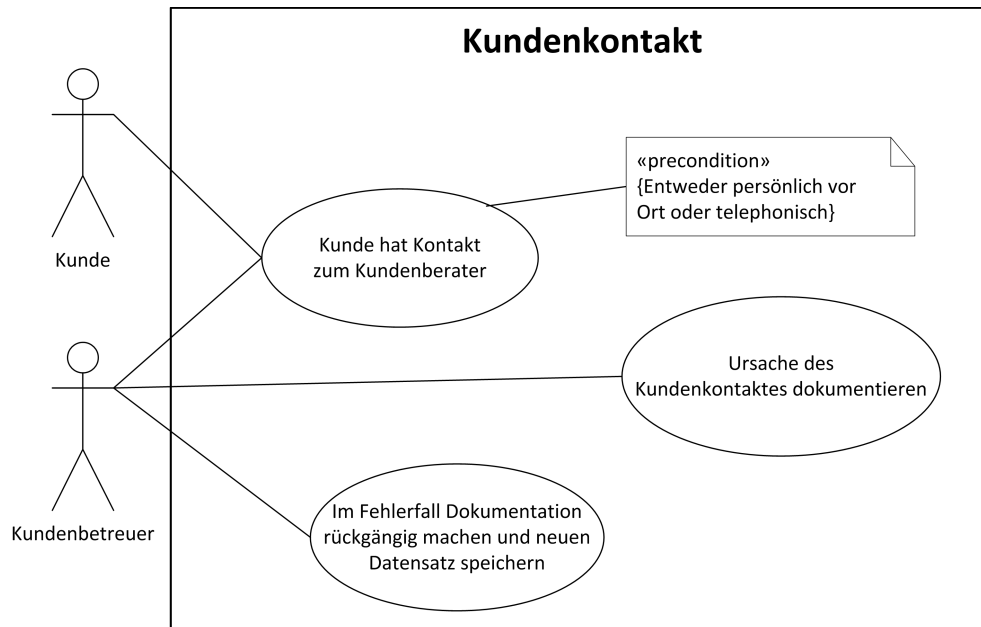 Kundenkontakt
«precondition»
{Entweder persönlich vor
Ort oder telephonisch}
Kunde
Kunde hat Kontakt
zum Kundenberater
Ursache des
Kundenkontaktes dokumentieren
Kundenbetreuer
Im Fehlerfall Dokumentation
rückgängig machen und neuen
Datensatz speichern